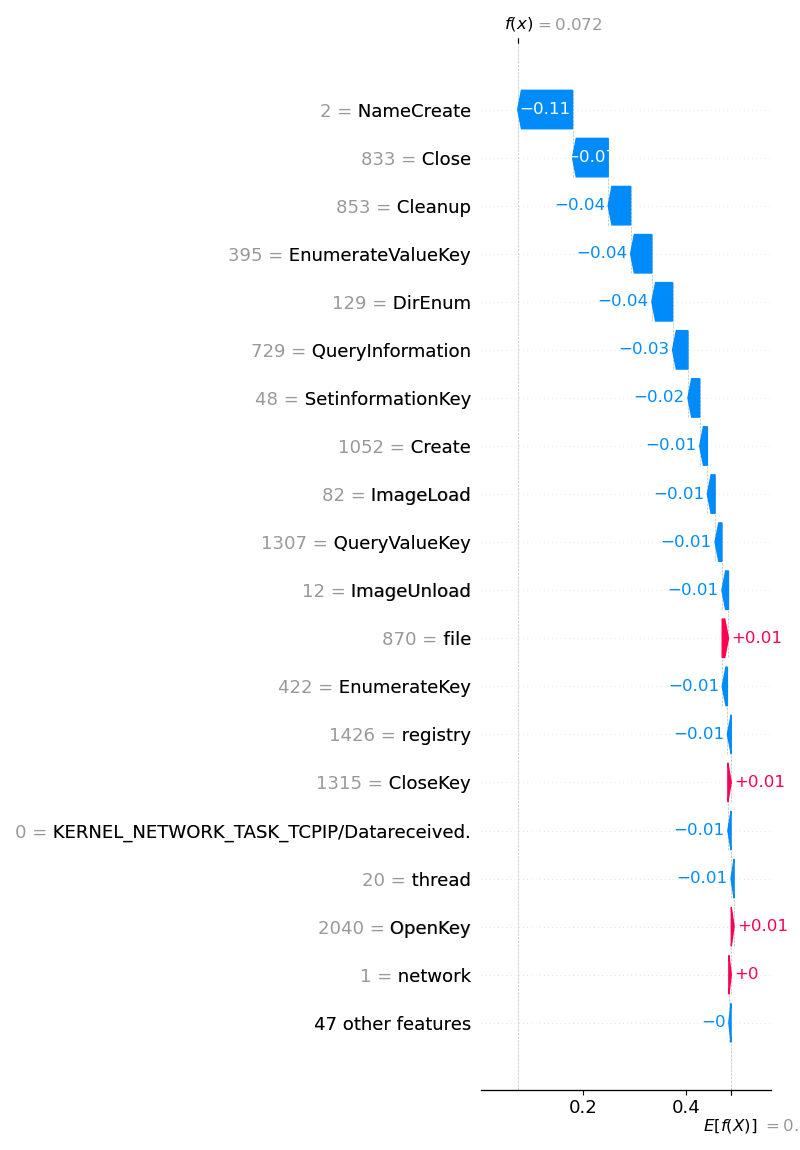 f(x) = 0.072
2 = NameCreate −0.11
833 = Close −0.07
853 = Cleanup −0.04
395 = EnumerateValueKey −0.04
129 = DirEnum −0.04
729 = QueryInformation −0.03
48 = SetinformationKey −0.02
1052 = Create −0.01
82 = ImageLoad −0.01
1307 = QueryValueKey −0.01
12 = ImageUnload −0.01
870 = file +0.01
422 = EnumerateKey −0.01
1426 = registry −0.01
1315 = CloseKey +0.01
0 = KERNEL_NETWORK_TASK_TCPIP/Datareceived. −0.01
20 = thread −0.01
2040 = OpenKey +0.01
1 = network +0
47 other features −0
0.2 0.4
E[f(X)] = 0.